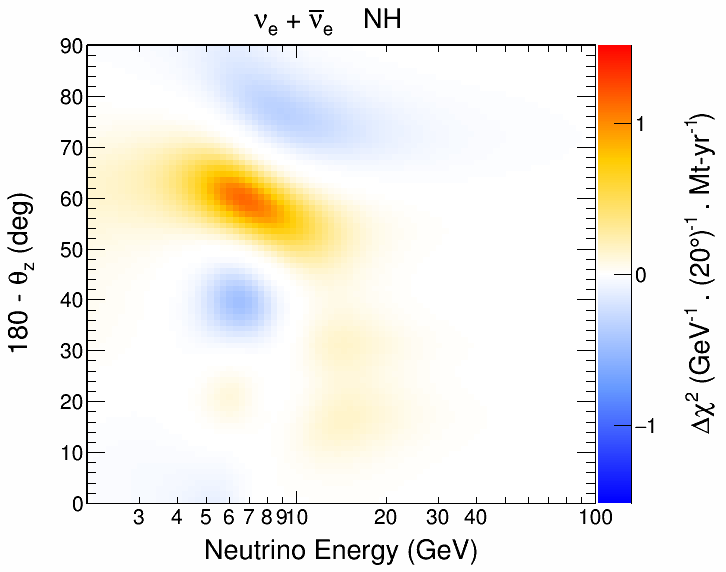 νe + ν̅e NH
90
80
70
60
50
40
30
20
10
0
180 - θz (deg)
3 4 5 6 7 8 9 10 20 30 40 100
Neutrino Energy (GeV)
1
0
−1
Δχ² (GeV⁻¹ . (20°)⁻¹ . Mt-yr⁻¹)